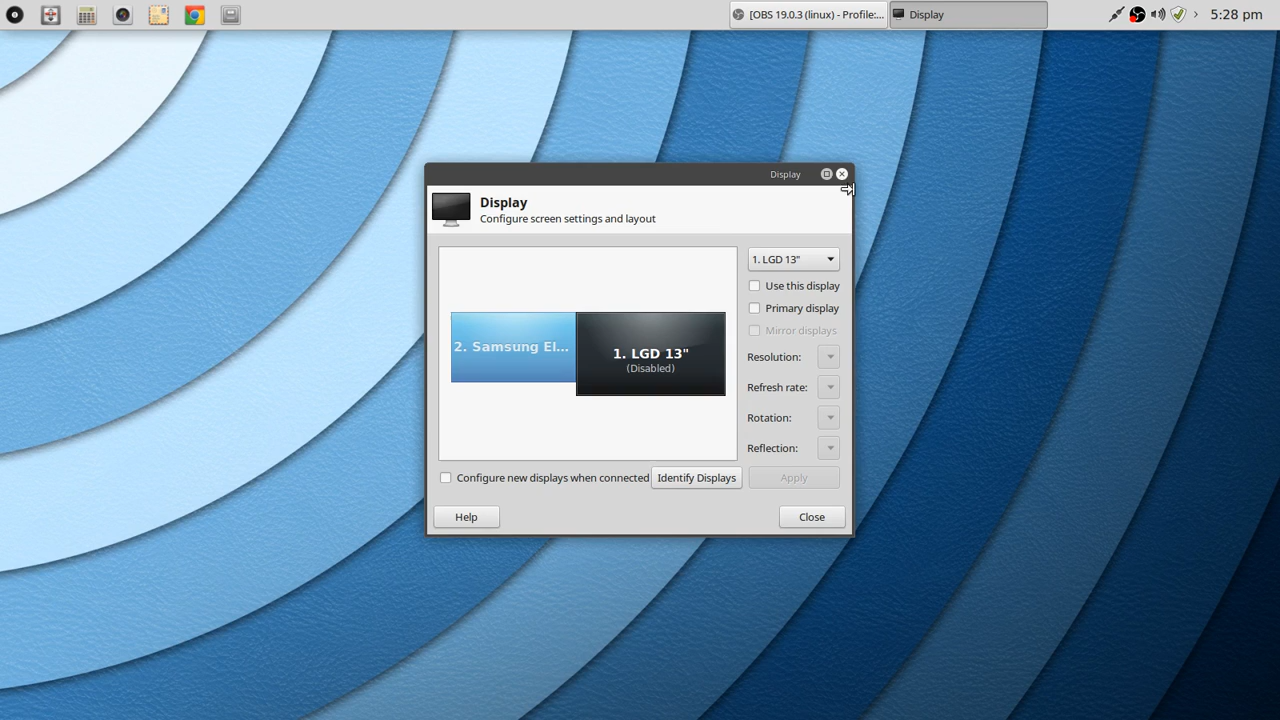 [OBS 19.0.3 (linux) - Profile:...
Display
5:28 pm
Display
Display
Configure screen settings and layout
2. Samsung El...
1. LGD 13"
(Disabled)
1. LGD 13"
Use this display
Primary display
Mirror displays
Resolution:
Refresh rate:
Rotation:
Reflection:
Configure new displays when connected
Identify Displays
Apply
Help
Close